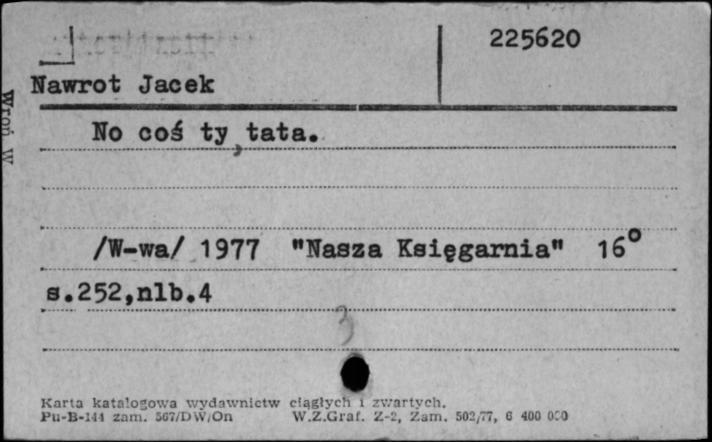 225620
Nawrot Jacek
No coś ty, tata.
/W-wa/ 1977 "Nasza Księgarnia" 16°
s.252,nlb.4
3
Karta katalogowa wydawnictw ciągłych i zwartych.
Pu-B-144 zam. 567/DW/On W.Z.Graf. Z-2, Zam. 502/77, 6 400 000